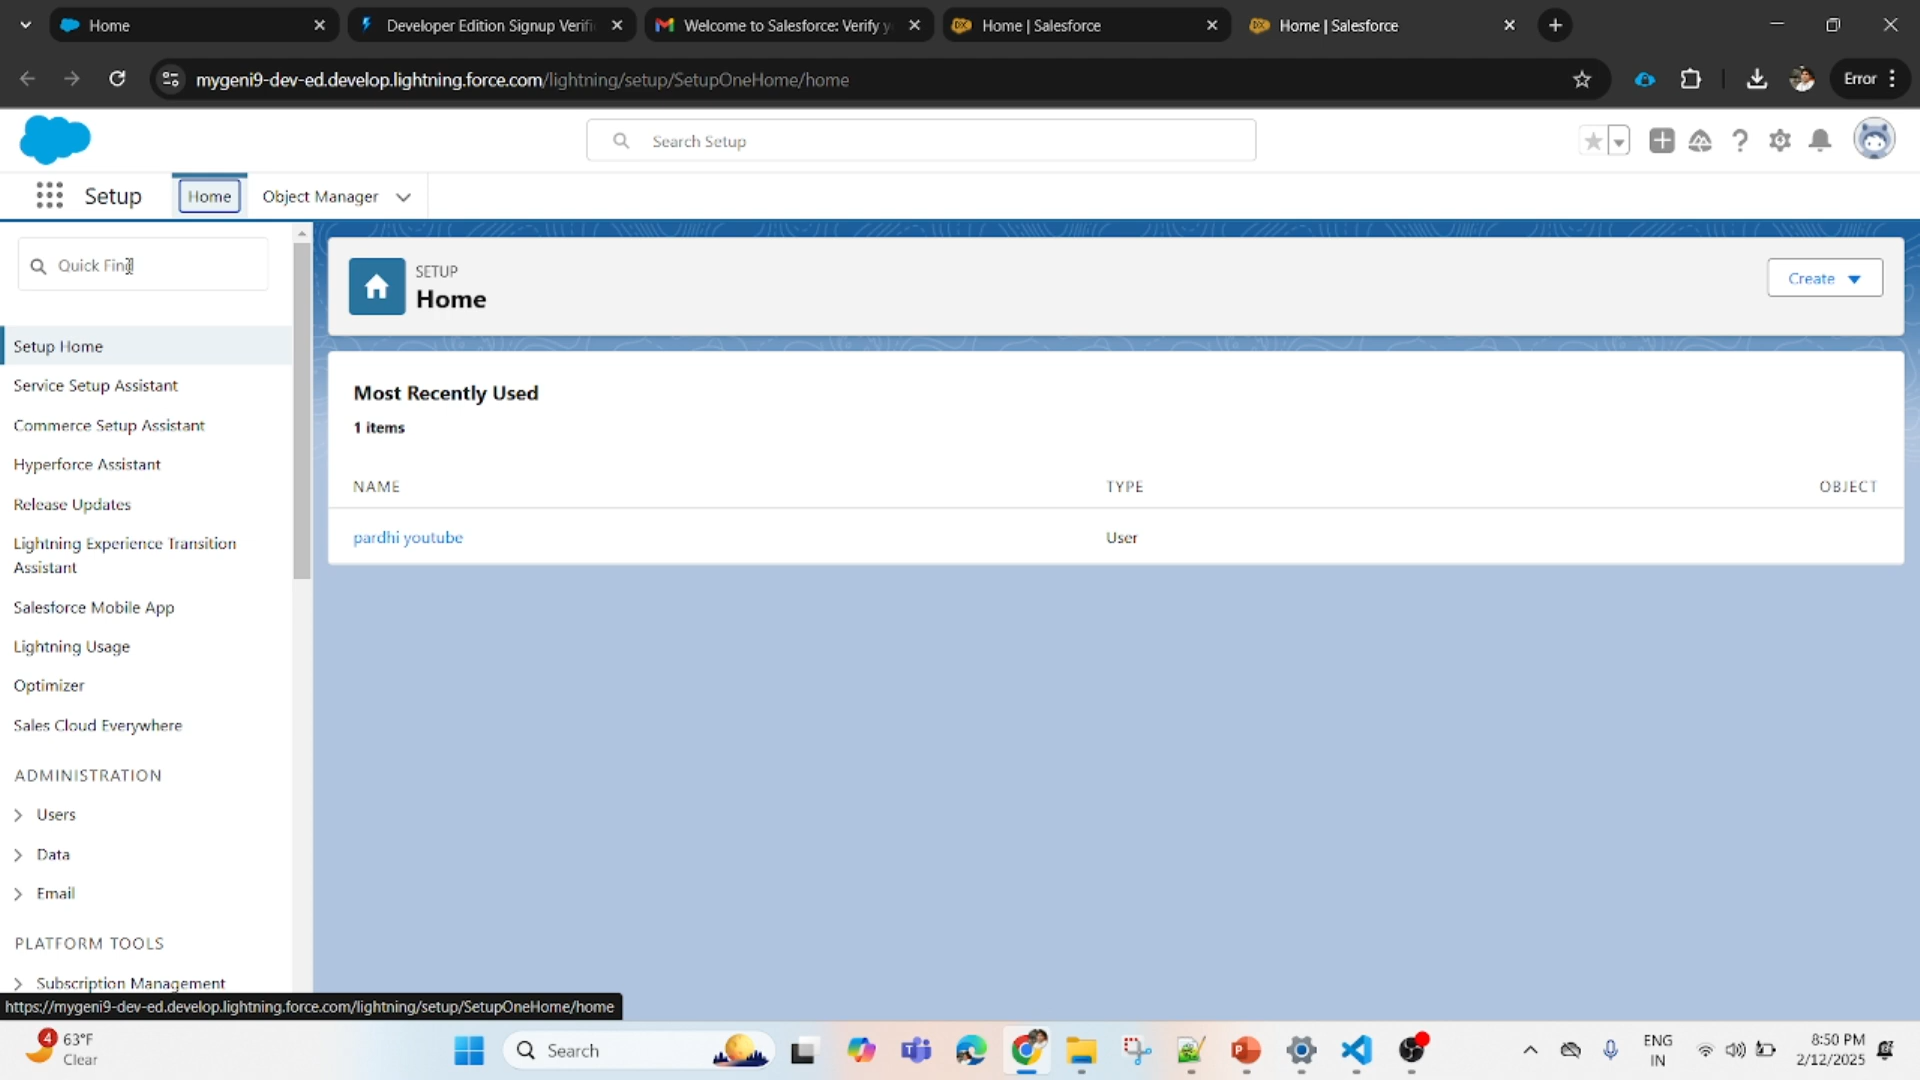 Home
Developer Edition Signup Verifi
Welcome to Salesforce: Verify y
Home | Salesforce
Home | Salesforce
mygeni9-dev-ed.develop.lightning.force.com/lightning/setup/SetupOneHome/home
Error
Search Setup
Setup
Home
Object Manager
Quick Find
Setup Home
Service Setup Assistant
Commerce Setup Assistant
Hyperforce Assistant
Release Updates
Lightning Experience Transition
Assistant
Salesforce Mobile App
Lightning Usage
Optimizer
Sales Cloud Everywhere
ADMINISTRATION
Users
Data
Email
PLATFORM TOOLS
Subscription Management
SETUP
Home
Create
Most Recently Used
1 items
NAME TYPE OBJECT
pardhi youtube User
https://mygeni9-dev-ed.develop.lightning.force.com/lightning/setup/SetupOneHome/home
4
63°F
Clear
Search
ENG
IN
8:50 PM
2/12/2025